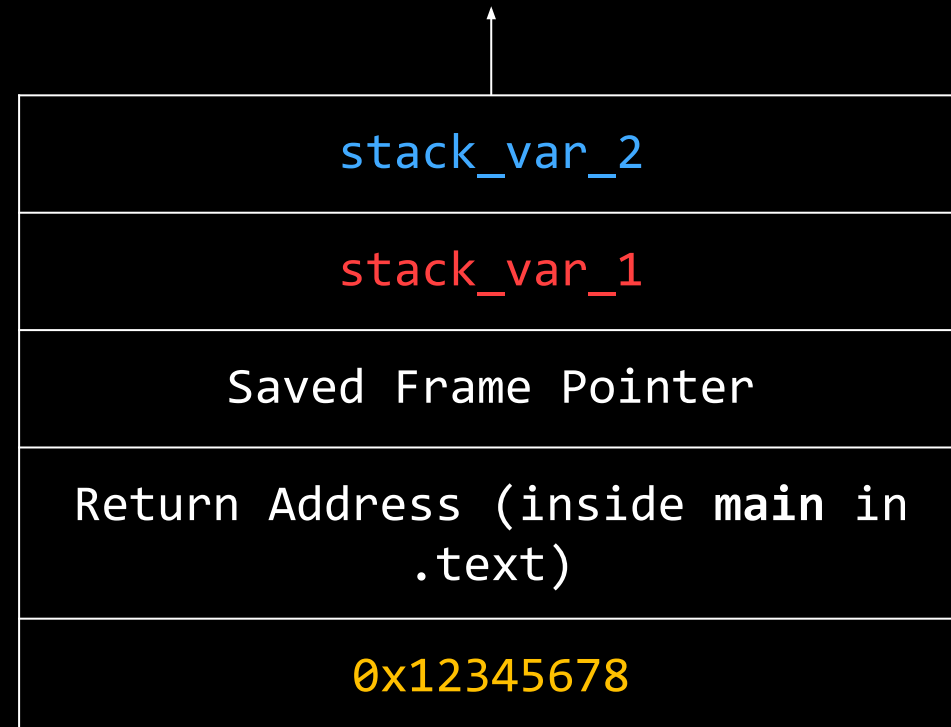 stack_var_2
stack_var_1
Saved Frame Pointer
Return Address (inside main in
.text)
0x12345678